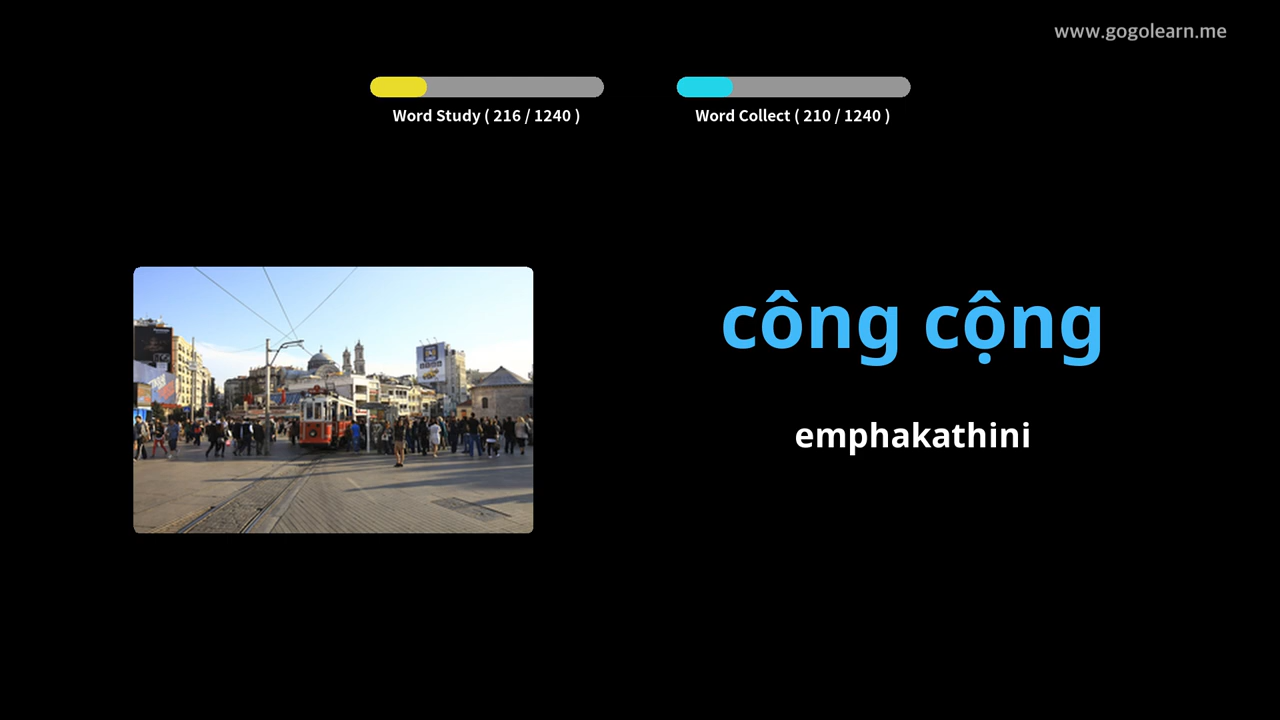 www.gogolearn.me
Word Study ( 216 / 1240 )
Word Collect ( 210 / 1240 )
công cộng
emphakathini